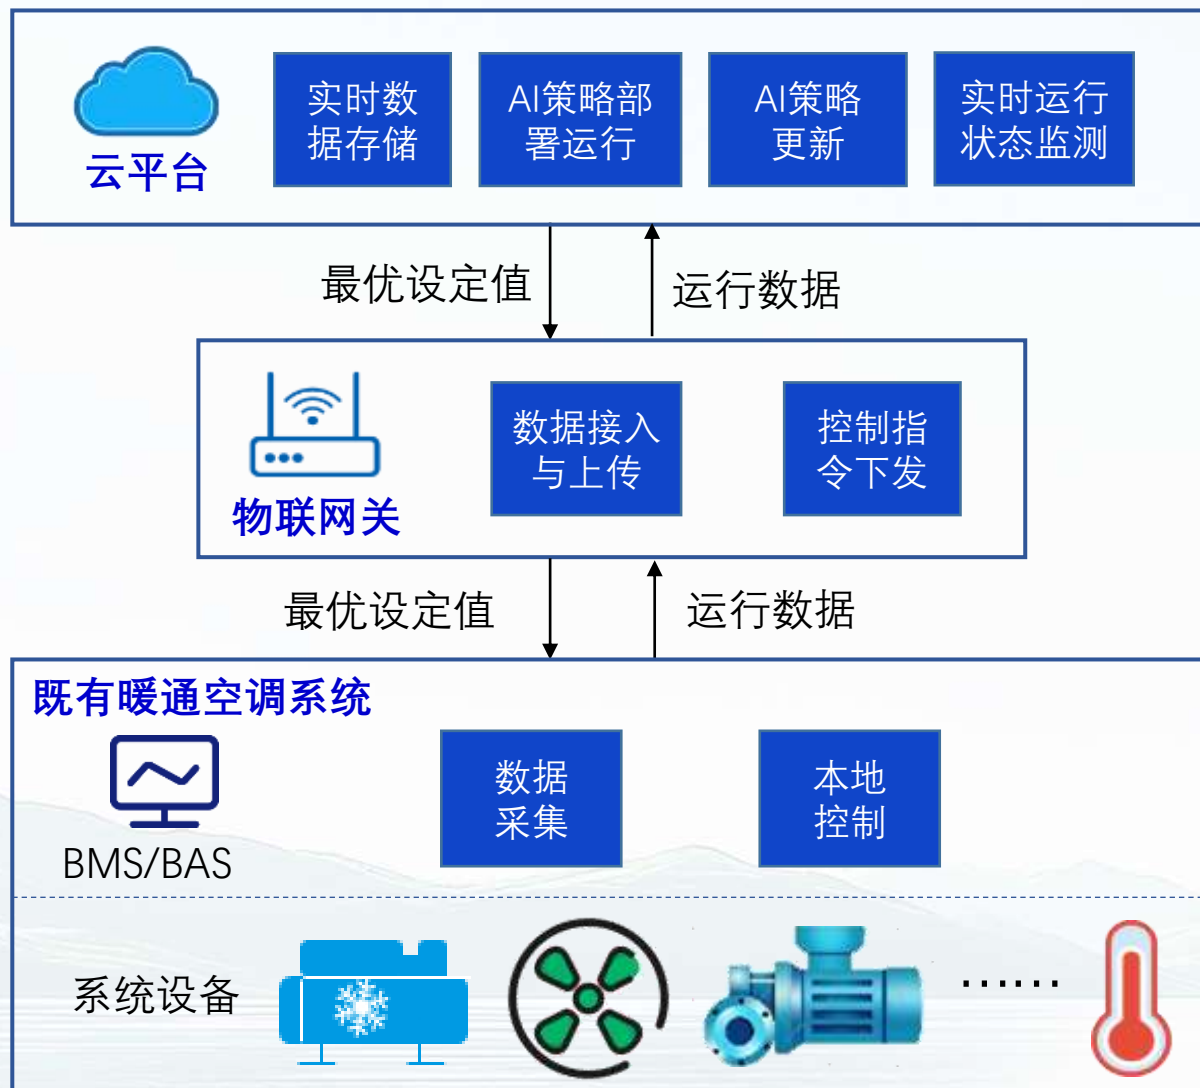 云平台
实时数
据存储
AI策略部
署运行
AI策略
更新
实时运行
状态监测
最优设定值
运行数据
物联网关
数据接入
与上传
控制指
令下发
最优设定值
运行数据
既有暖通空调系统
BMS/BAS
数据
采集
本地
控制
系统设备
······